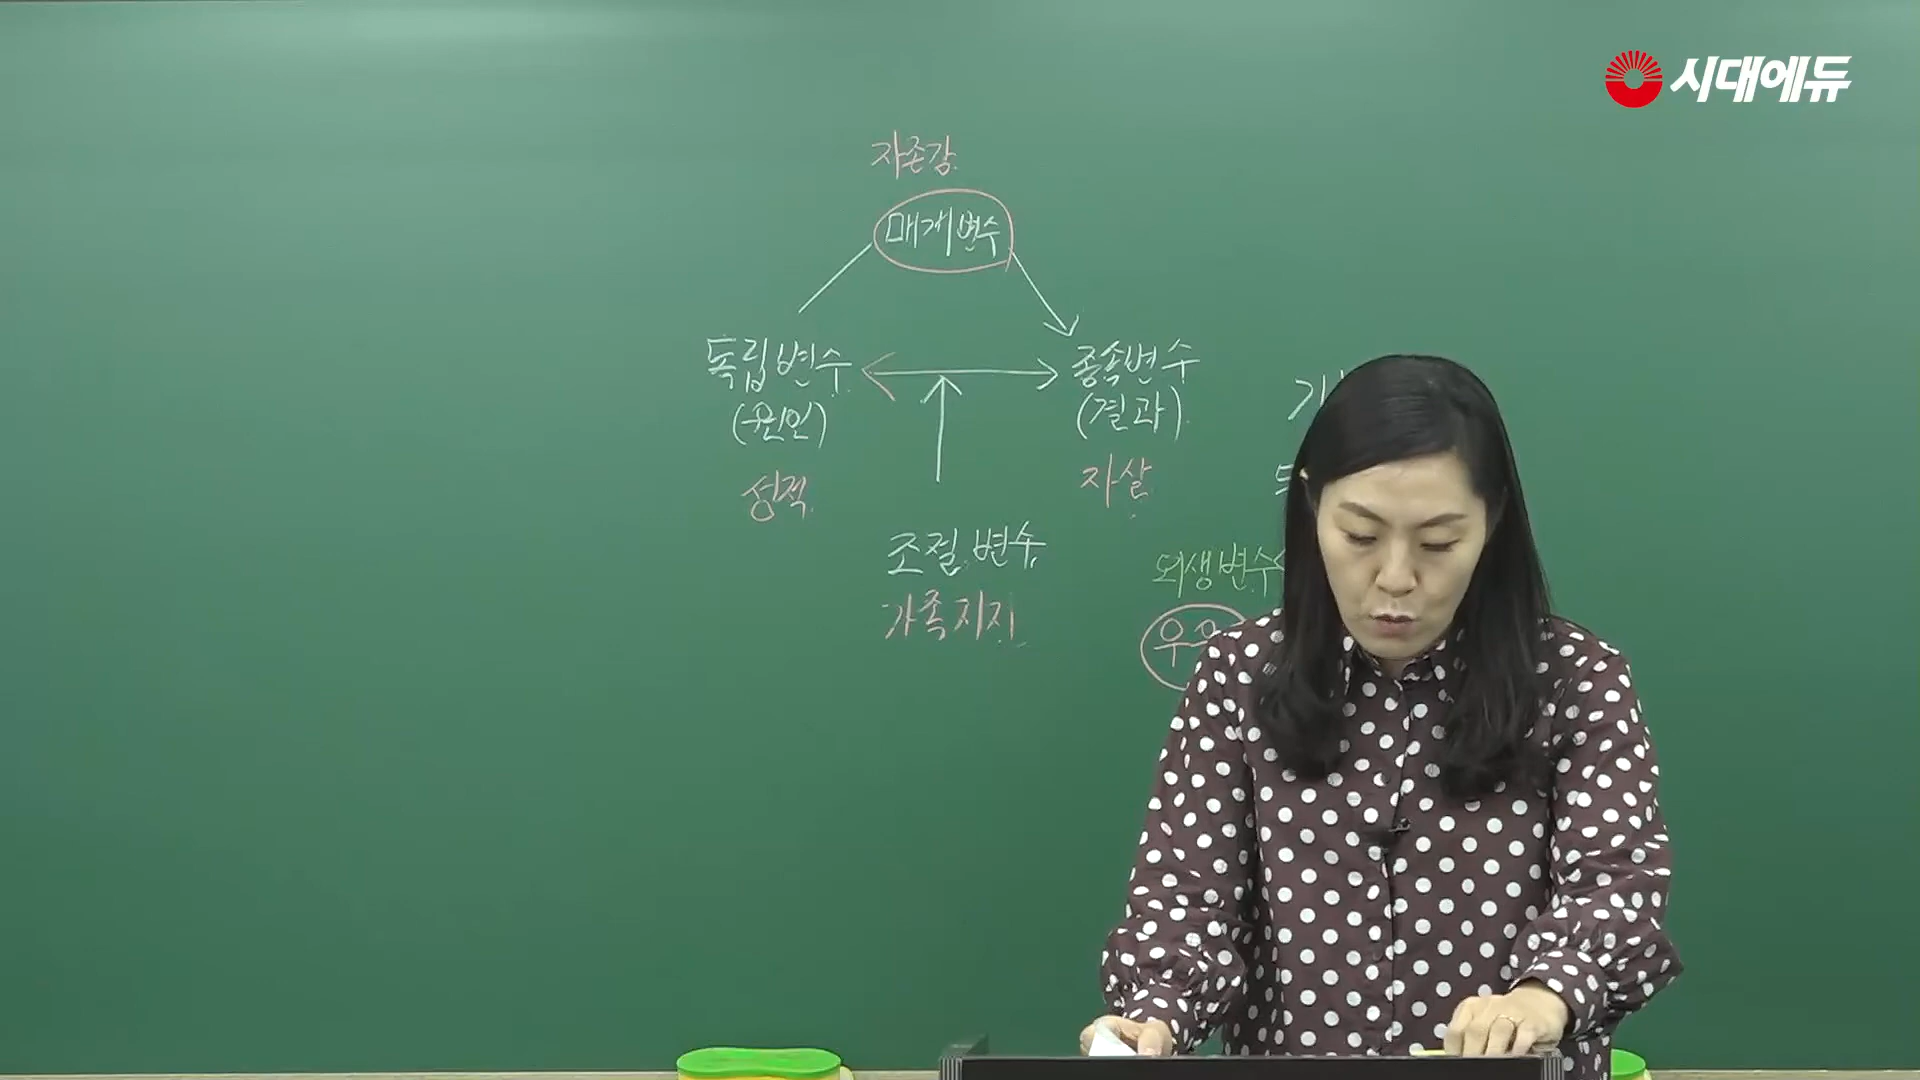 시대에듀
자존감
매개변수
독립변수
종속변수
(원인)
(결과)
성적
자살
조절변수
가족지지
외생변수